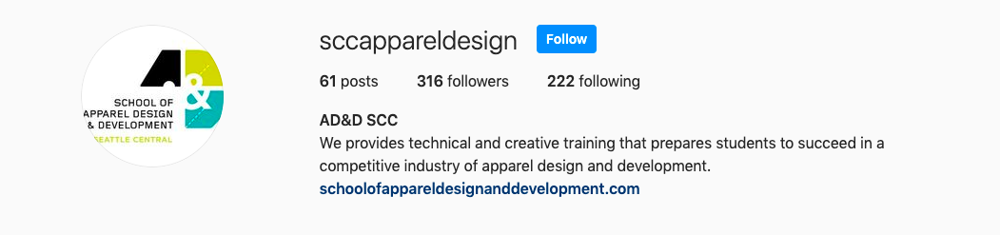 sccappareldesign Follow
61 posts 316 followers 222 following
A&D
SCHOOL OF
APPAREL DESIGN
& DEVELOPMENT
SEATTLE CENTRAL
AD&D SCC
We provides technical and creative training that prepares students to succeed in a
competitive industry of apparel design and development.
schoolofappareldesignanddevelopment.com